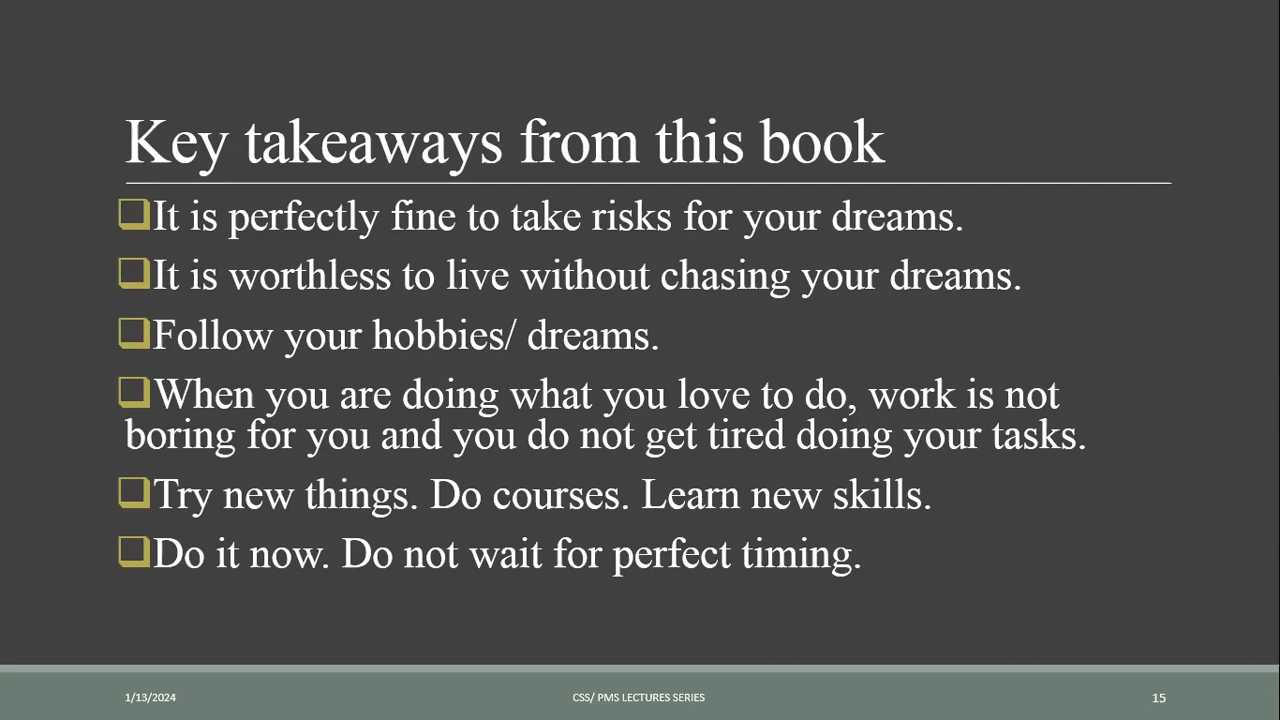 Key takeaways from this book
It is perfectly fine to take risks for your dreams.
It is worthless to live without chasing your dreams.
Follow your hobbies/ dreams.
When you are doing what you love to do, work is not
boring for you and you do not get tired doing your tasks.
Try new things. Do courses. Learn new skills.
Do it now. Do not wait for perfect timing.
1/13/2024
CSS/ PMS LECTURES SERIES
15